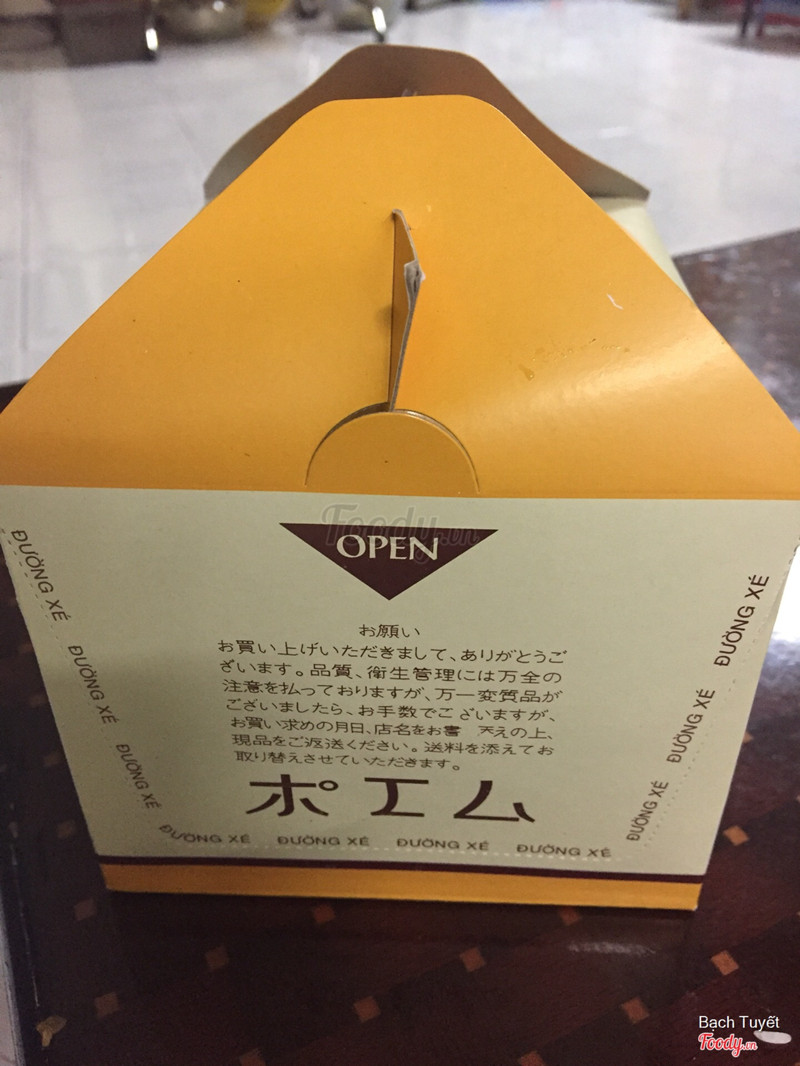 Foody.vn
OPEN
お願い
お買い上げいただきまして、ありがとうご
ざいます。品質、衛生管理には万全の
注意を払っておりますが、万一変質品が
ございましたら、お手数でございますが、
お買い求めの月日、店名をお書 えの上、
現品をご返送ください。送料を添えてお
取り替えさせていただきます。
ポエム
ĐƯỜNG XÉ
ĐƯỜNG XÉ
ĐƯỜNG XÉ
ĐƯỜNG XÉ ĐƯỜNG XÉ ĐƯỜNG XÉ ĐƯỜNG XÉ
ĐƯỜNG XÉ
ĐƯỜNG XÉ
ĐƯỜNG XÉ
Bạch Tuyết
Foody.vn